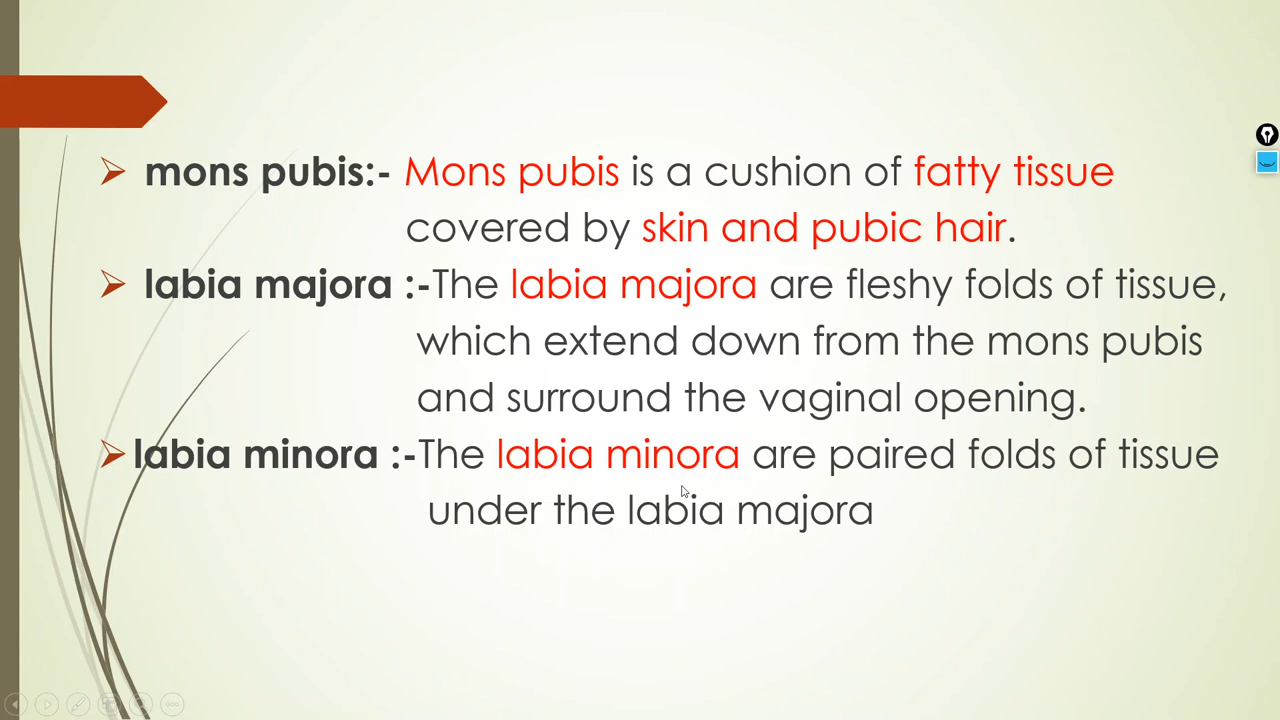 mons pubis:- Mons pubis is a cushion of fatty tissue
covered by skin and pubic hair.
labia majora :-The labia majora are fleshy folds of tissue,
which extend down from the mons pubis
and surround the vaginal opening.
labia minora :-The labia minora are paired folds of tissue
under the labia majora